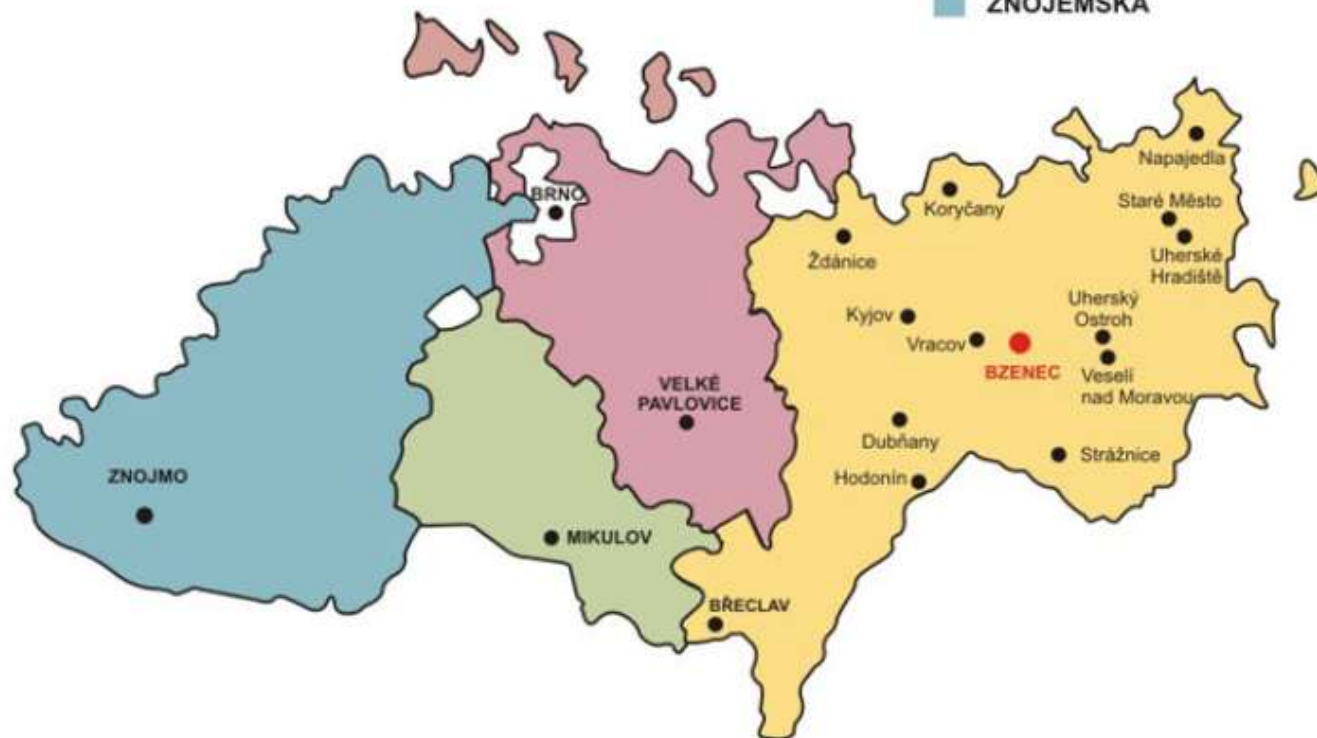 ZNOJEMSKÁ
Napajedla
BRNO
Koryčany
Staré Město
Ždánice
Uherské
Hradiště
Kyjov
Uherský
Ostroh
Vracov
BZENEC
Veselí
nad Moravou
VELKÉ
PAVLOVICE
Dubňany
Strážnice
Hodonín
ZNOJMO
MIKULOV
BŘECLAV